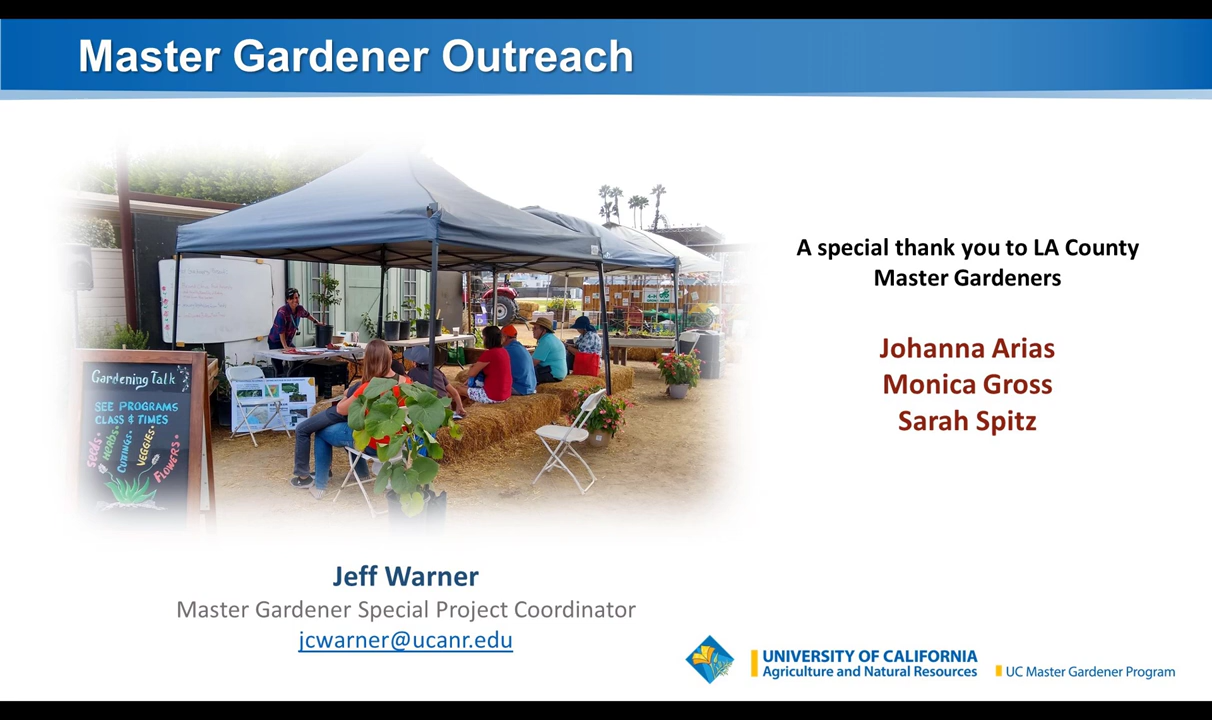 Master Gardener Outreach
A special thank you to LA County
Master Gardeners
Johanna Arias
Monica Gross
Sarah Spitz
Gardening Talk
SEE PROGRAMS
CLASS & TIMES
SEEDS
HERBS
CUTTINGS
VEGGIES
FLOWERS
4-H
Jeff Warner
Master Gardener Special Project Coordinator
jcwarner@ucanr.edu
UNIVERSITY OF CALIFORNIA
Agriculture and Natural Resources
UC Master Gardener Program